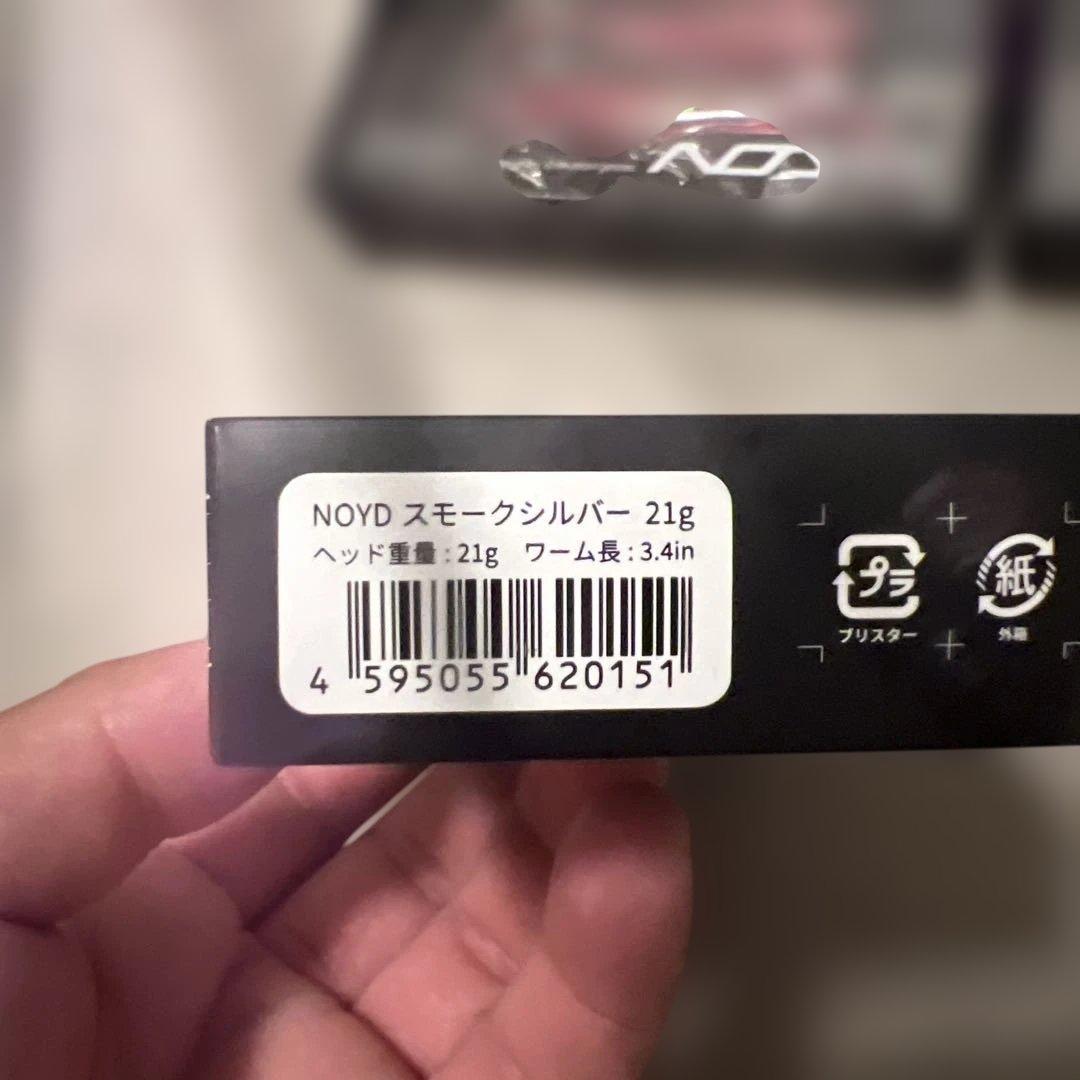 NOYD スモークシルバー 21g
ヘッド重量:21g ワーム長:3.4in
4 595055 620151
プラ
ブリスター
紙
外箱